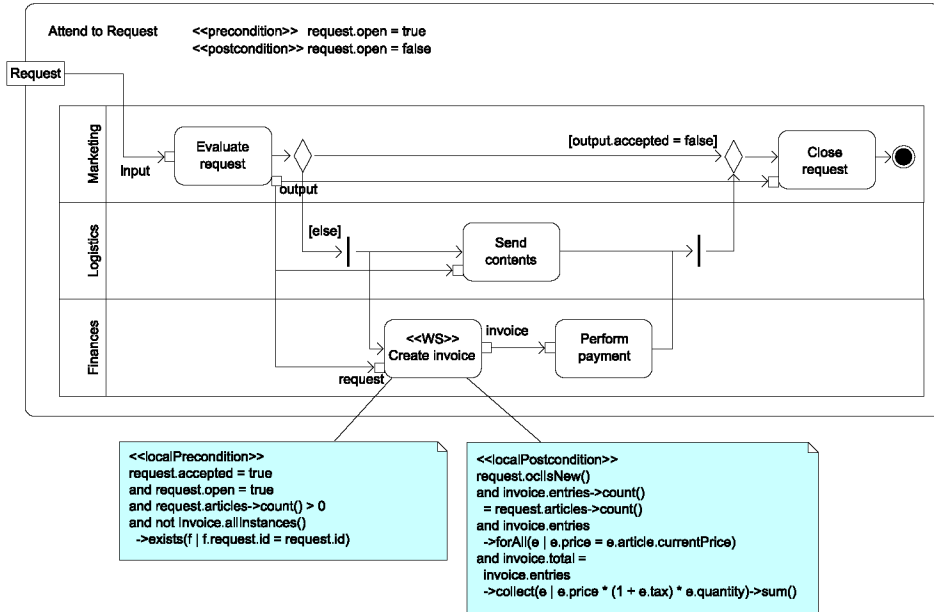 Attend to Request <<precondition>> request.open = true
<<postcondition>> request.open = false
Request
Marketing
Input
Evaluate
request
output
[output.accepted = false]
Close
request
Logistics
[else]
Send
contents
Finances
<<WS>>
Create invoice
request
invoice
Perform
payment
<<localPrecondition>>
request.accepted = true
and request.open = true
and request.articles->count() > 0
and not Invoice.allInstances()
->exists(f | f.request.id = request.id)
<<localPostcondition>>
request.oclIsNew()
and invoice.entries->count()
= request.articles->count()
and invoice.entries
->forAll(e | e.price = e.article.currentPrice)
and invoice.total =
invoice.entries
->collect(e | e.price * (1 + e.tax) * e.quantity)->sum()